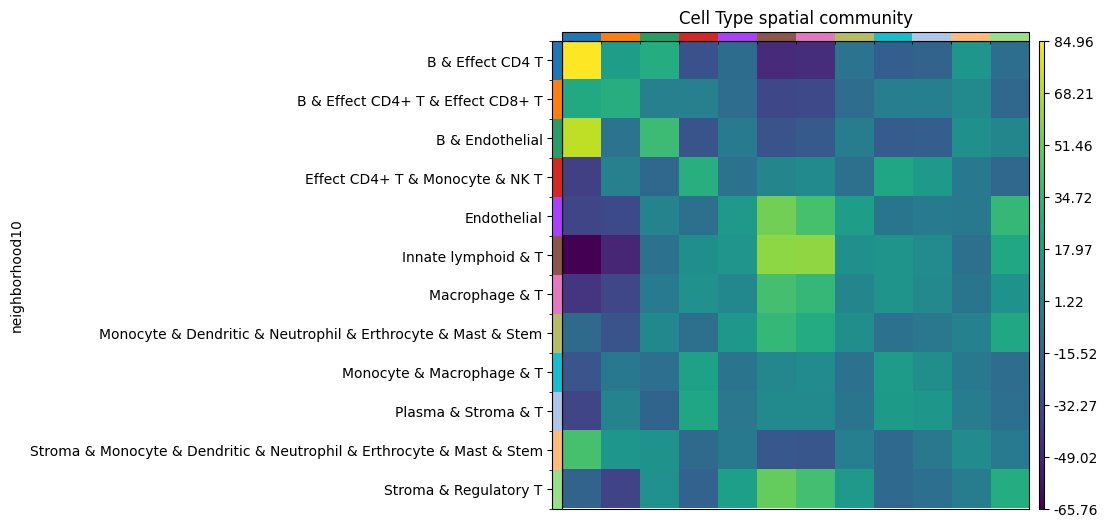 Cell Type spatial community
neighborhood10
B & Effect CD4 T
B & Effect CD4+ T & Effect CD8+ T
B & Endothelial
Effect CD4+ T & Monocyte & NK T
Endothelial
Innate lymphoid & T
Macrophage & T
Monocyte & Dendritic & Neutrophil & Erthrocyte & Mast & Stem
Monocyte & Macrophage & T
Plasma & Stroma & T
Stroma & Monocyte & Dendritic & Neutrophil & Erthrocyte & Mast & Stem
Stroma & Regulatory T
84.96
68.21
51.46
34.72
17.97
1.22
-15.52
-32.27
-49.02
-65.76